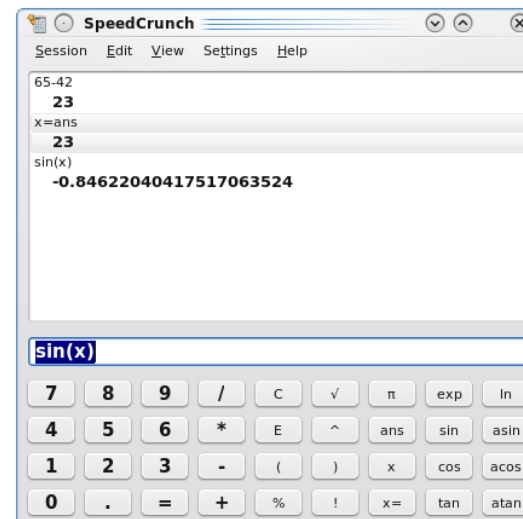 SpeedCrunch
Session Edit View Settings Help
65-42
23
x=ans
23
sin(x)
-0.84622040417517063524
sin(x)
7 8 9 / C √ π exp ln
4 5 6 * E ^ ans sin asin
1 2 3 - ( ) x cos acos
0 . = + % ! x= tan atan